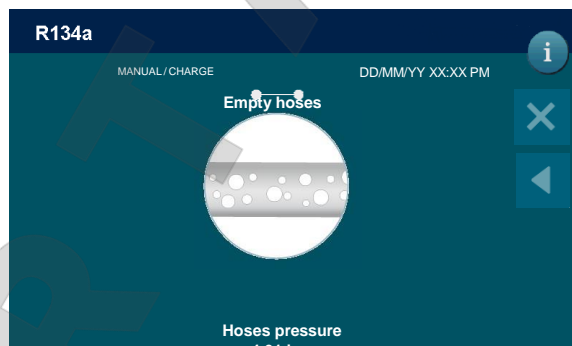 R134a
i
MANUAL/CHARGE
DD/MM/YY XX:XX PM
Empty hoses
Hoses pressure